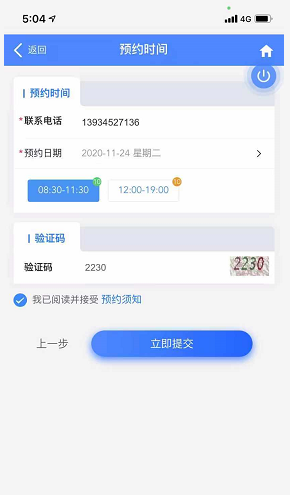 5:04
4G
返回
预约时间
预约时间
*联系电话 13934527136
*预约日期 2020-11-24 星期二
08:30-11:30 12:00-19:00
验证码
验证码 2230 2230
我已阅读并接受 预约须知
上一步 立即提交